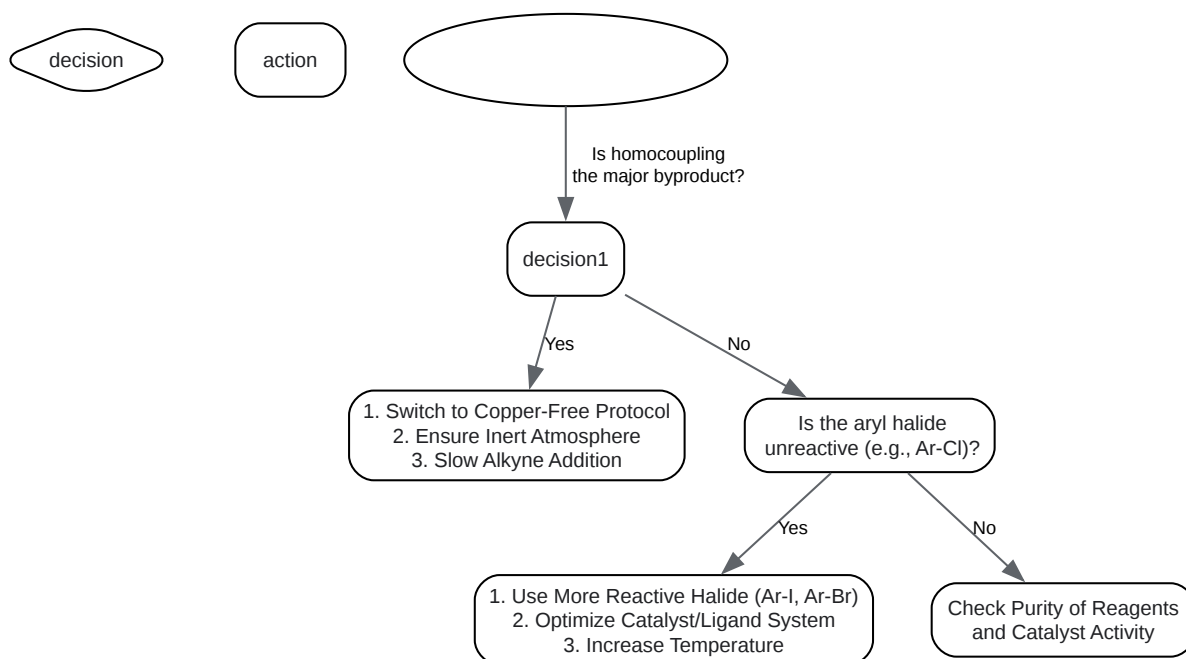 decision
action
Is homocoupling
the major byproduct?
decision1
Yes
No
1. Switch to Copper-Free Protocol
2. Ensure Inert Atmosphere
3. Slow Alkyne Addition
Is the aryl halide
unreactive (e.g., Ar-Cl)?
Yes
No
1. Use More Reactive Halide (Ar-I, Ar-Br)
2. Optimize Catalyst/Ligand System
3. Increase Temperature
Check Purity of Reagents
and Catalyst Activity